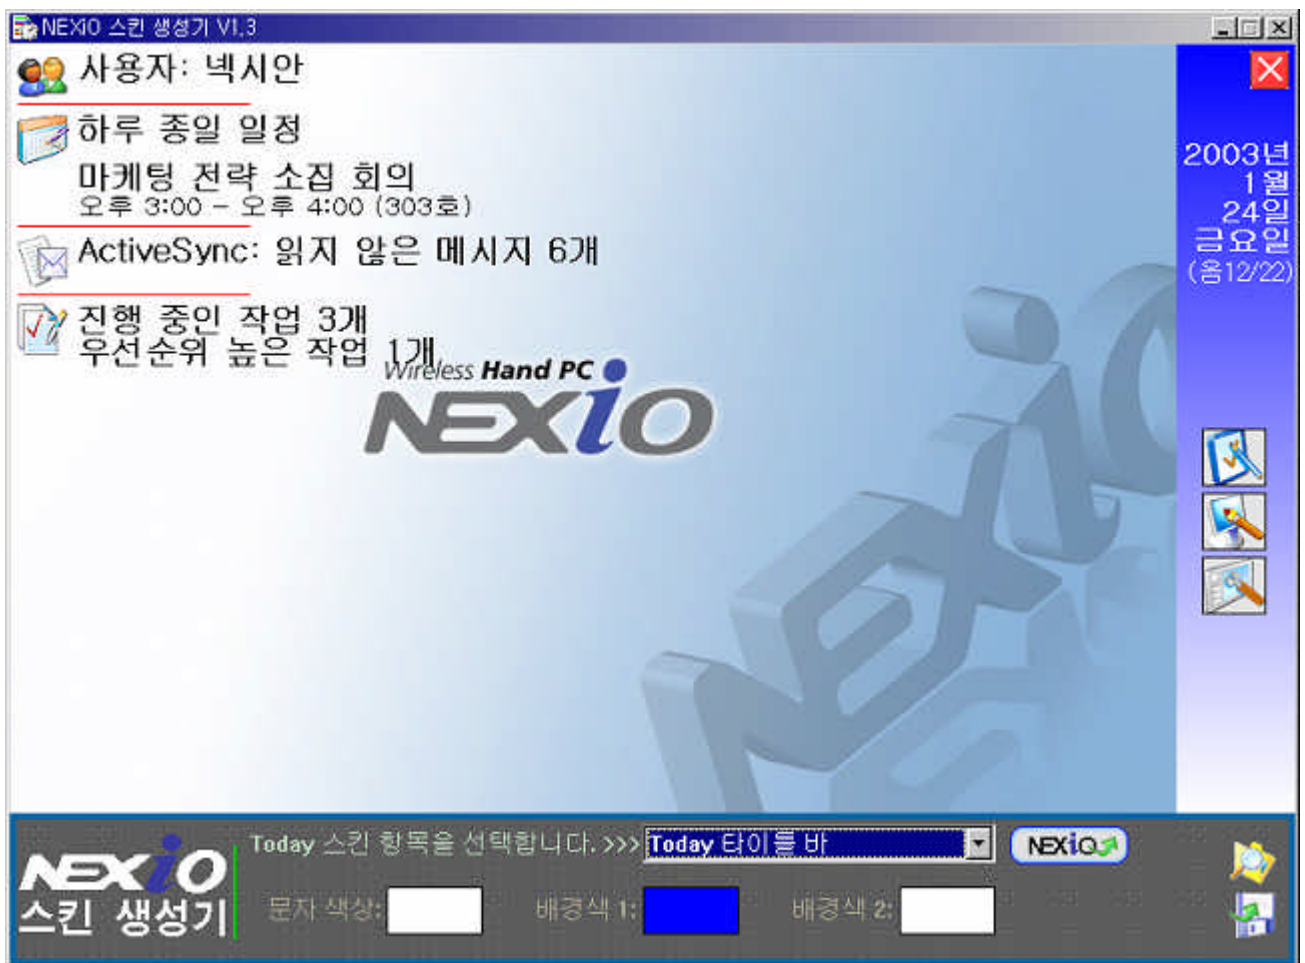 NEXiO 스킨 생성기 V1.3
사용자: 넥시안
하루 종일 일정
마케팅 전략 소집 회의
오후 3:00 - 오후 4:00 (303호)
ActiveSync: 읽지 않은 메시지 6개
진행 중인 작업 3개
우선순위 높은 작업 1개
Wireless Hand PC
NEXiO
NEXiO
2003년
1월
24일
금요일
(음12/22)
NEXiO
스킨 생성기
Today 스킨 항목을 선택합니다. >>> Today 타이틀 바
NEXiO
문자 색상: 배경색 1: 배경색 2: